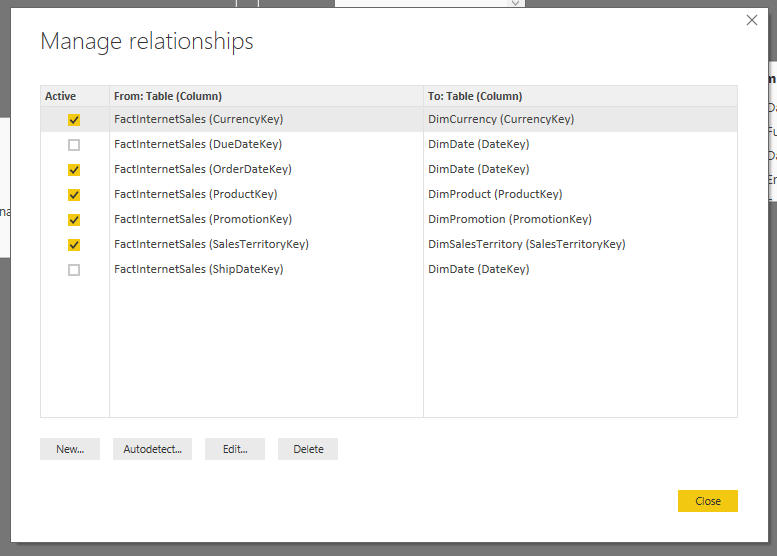 Manage relationships
Active From: Table (Column) To: Table (Column)
FactInternetSales (CurrencyKey) DimCurrency (CurrencyKey)
FactInternetSales (DueDateKey) DimDate (DateKey)
FactInternetSales (OrderDateKey) DimDate (DateKey)
FactInternetSales (ProductKey) DimProduct (ProductKey)
FactInternetSales (PromotionKey) DimPromotion (PromotionKey)
FactInternetSales (SalesTerritoryKey) DimSalesTerritory (SalesTerritoryKey)
FactInternetSales (ShipDateKey) DimDate (DateKey)
New... Autodetect... Edit... Delete
Close